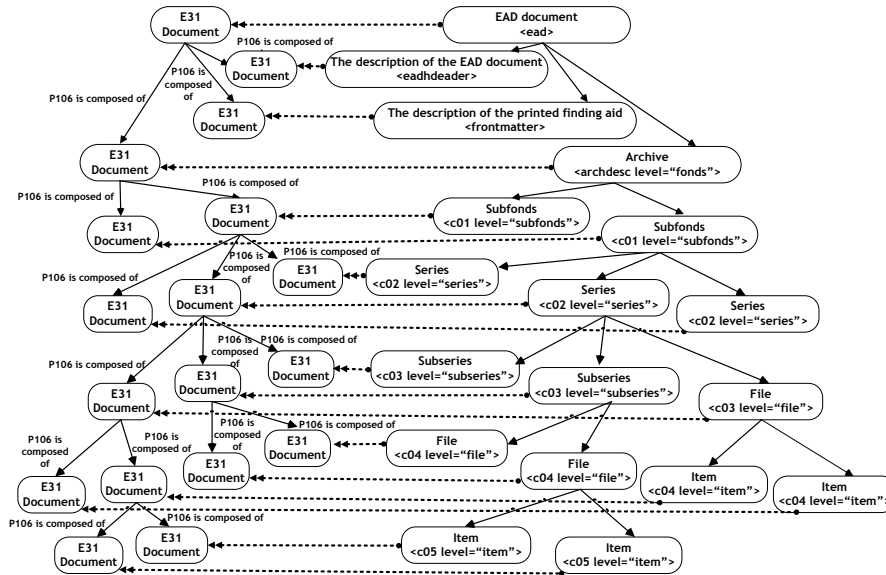 E31
Document
EAD document
<ead>
P106 is composed of
E31
Document
The description of the EAD document
<eadhdeader>
P106 is
composed
of
P106 is composed of
E31
Document
The description of the printed finding aid
<frontmatter>
E31
Document
Archive
<archdesc level=“fonds”>
P106 is composed of
P106 is composed of
E31
Document
E31
Document
Subfonds
<c01 level=“subfonds”>
Subfonds
<c01 level=“subfonds”>
P106 is
composed
of
P106 is composed of
P106 is composed of
E31
Document
Series
<c02 level=“series”>
E31
Document
E31
Document
Series
<c02 level=“series”>
Series
<c02 level=“series”>
P106 is composed of
P106 is
composed
of
P106 is composed of
E31
Document
Subseries
<c03 level=“subseries”>
E31
Document
Subseries
<c03 level=“subseries”>
E31
Document
File
<c03 level=“file”>
P106 is
composed
of
P106 is
composed of
P106 is
composed
of
P106 is composed of
E31
Document
File
<c04 level=“file”>
E31
Document
E31
Document
E31
Document
File
<c04 level=“file”>
Item
<c04 level=“item”>
Item
<c04 level=“item”>
P106 is composed of
P106 is composed of
E31
Document
E31
Document
Item
<c05 level=“item”>
Item
<c05 level=“item”>